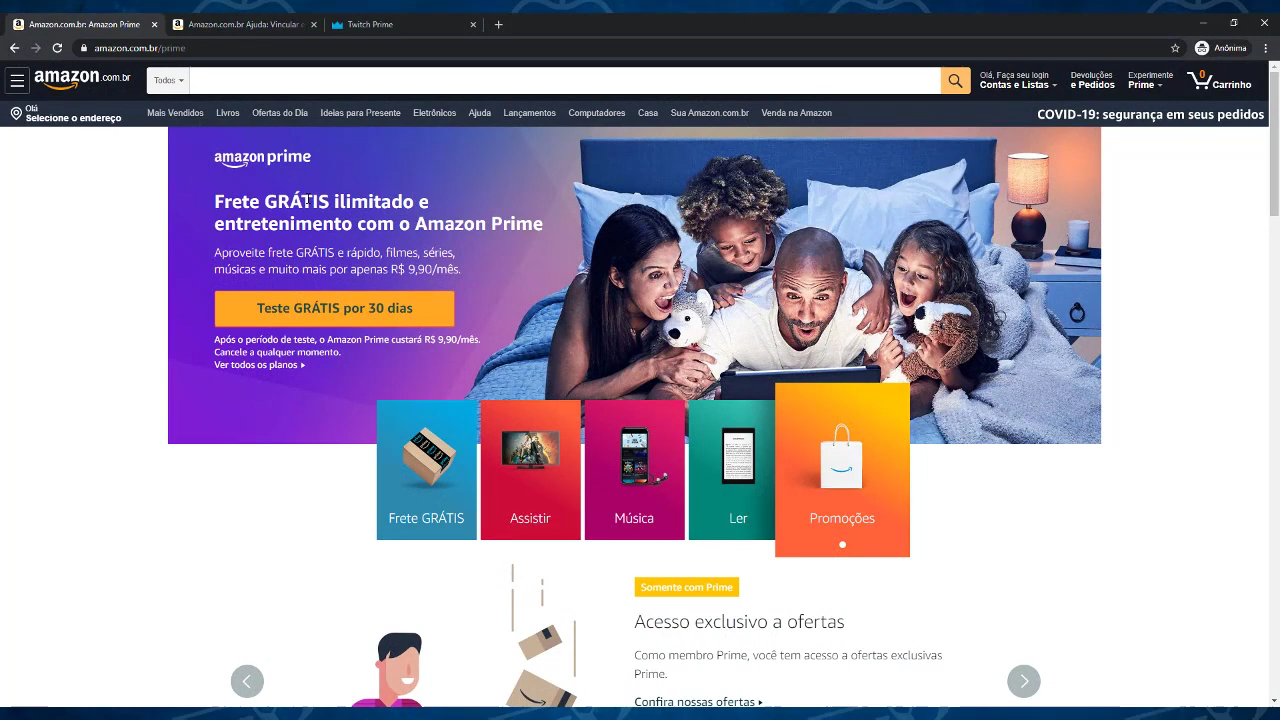 Amazon.com.br: Amazon Prime
Amazon.com.br Ajuda: Vincular e
Twitch Prime
amazon.com.br/prime
Anônima
amazon.com.br
Todos
Olá, Faça seu login
Contas e Listas
Devoluções
e Pedidos
Experimente
Prime
0
Carrinho
Olá
Selecione o endereço
Mais Vendidos
Livros
Ofertas do Dia
Ideias para Presente
Eletrônicos
Ajuda
Lançamentos
Computadores
Casa
Sua Amazon.com.br
Venda na Amazon
COVID-19: segurança em seus pedidos
amazon prime
Frete GRÁTIS ilimitado e
entretenimento com o Amazon Prime
Aproveite frete GRÁTIS e rápido, filmes, séries,
músicas e muito mais por apenas R$ 9,90/mês.
Teste GRÁTIS por 30 dias
Após o período de teste, o Amazon Prime custará R$ 9,90/mês.
Cancele a qualquer momento.
Ver todos os planos
Frete GRÁTIS
Assistir
Música
Ler
Promoções
Somente com Prime
Acesso exclusivo a ofertas
Como membro Prime, você tem acesso a ofertas exclusivas
Prime.
Confira nossas ofertas